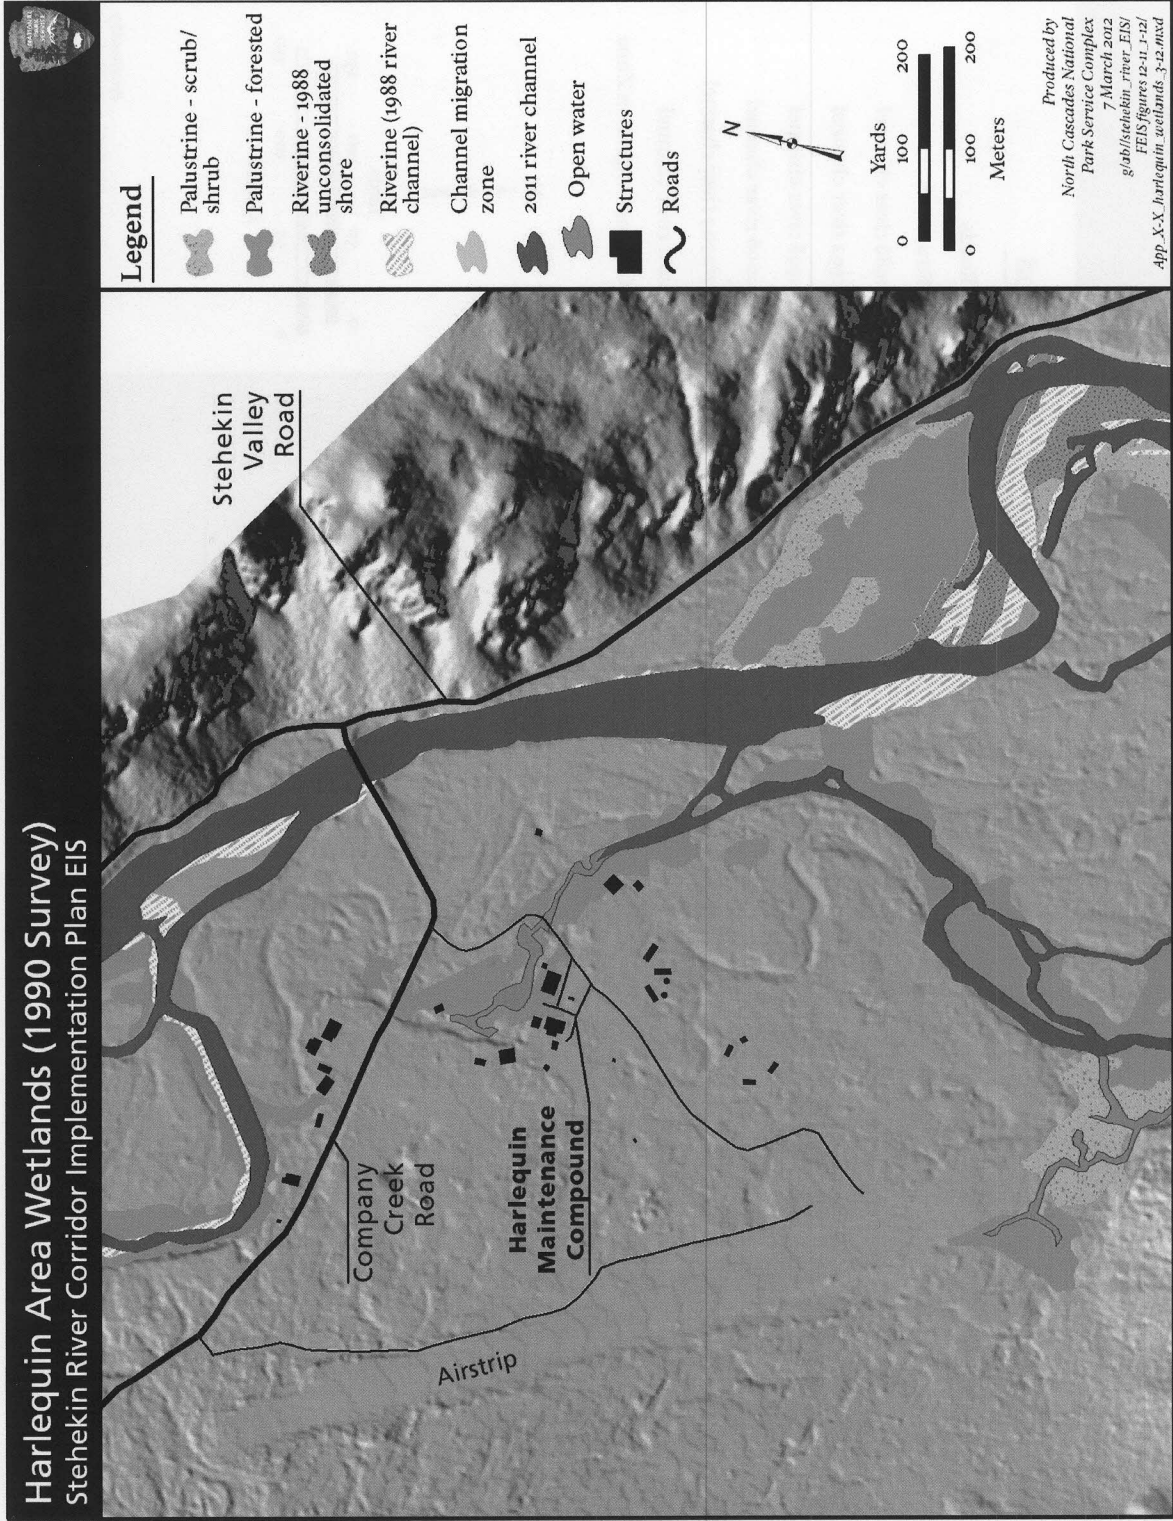 Harlequin Area Wetlands (1990 Survey)
Stehekin River Corridor Implementation Plan EIS
Stehekin
Valley
Road
Company
Creek
Road
Harlequin
Maintenance
Compound
Airstrip
Legend
Palustrine - scrub/
shrub
Palustrine - forested
Riverine - 1988
unconsolidated
shore
Riverine (1988 river
channel)
Channel migration
zone
2011 river channel
Open water
Structures
Roads
N
Yards
0 100 200
0 100 200
Meters
Produced by
North Cascades National
Park Service Complex
7 March 2012
g/abl/stehekin_river_EIS/
FEIS figures 12-11_1-12/
App_X-X_harlequin_wetlands_3-12.mxd